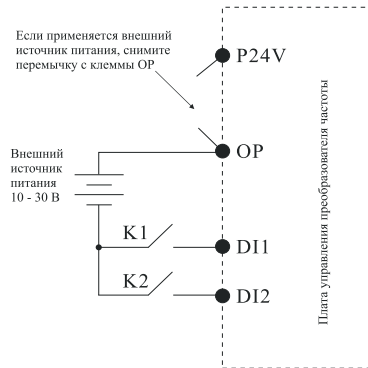 Если применяется внешний
источник питания, снимите
перемычку с клеммы OP
P24V
OP
Внешний
источник
питания
10 - 30 В
K1
DI1
K2
DI2
Плата управления преобразователя частоты